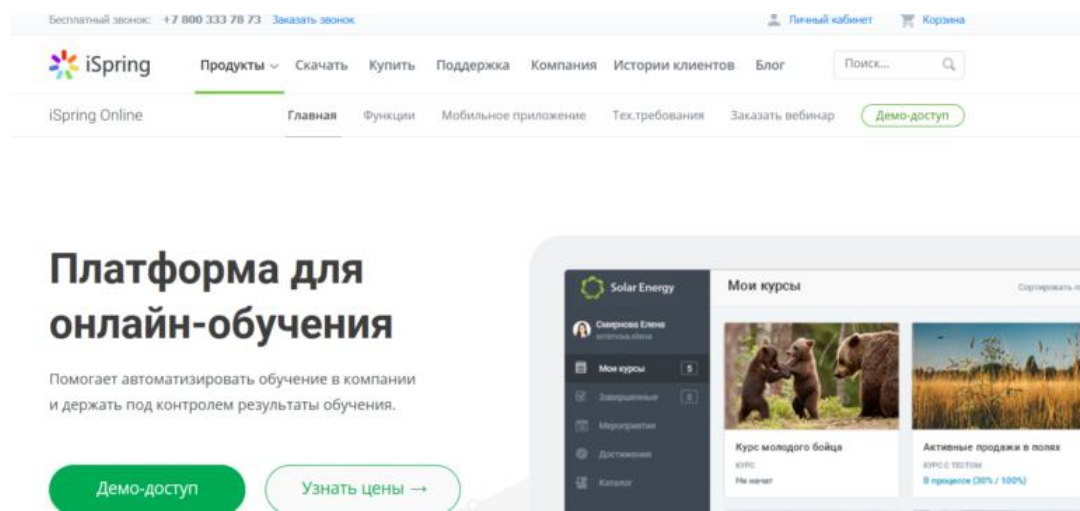 Бесплатный звонок: +7 800 333 78 73 Заказать звонок Личный кабинет Корзина
iSpring Продукты Скачать Купить Поддержка Компания Истории клиентов Блог Поиск...
iSpring Online Главная Функции Мобильное приложение Тех.требования Заказать вебинар Демо-доступ
Платформа для
онлайн-обучения
Помогает автоматизировать обучение в компании
и держать под контролем результаты обучения.
Демо-доступ Узнать цены →
Solar Energy
Смирнова Елена
Мои курсы 5
Завершенные
Мероприятия
Достижения
Каталог
Мои курсы Сортировать
Курс молодого бойца
КУРС
Не начат
Активные продажи в полях
КУРС С ТЕСТОМ
В процессе (30% / 100%)